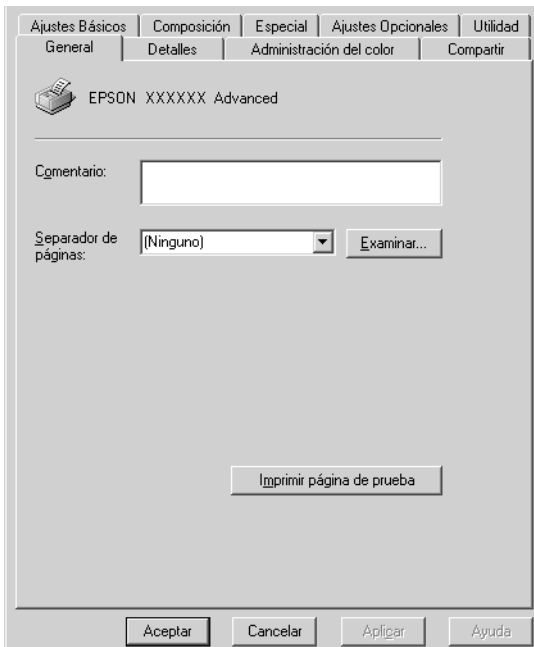 Ajustes Básicos Composición Especial Ajustes Opcionales Utilidad
General Detalles Administración del color Compartir
EPSON XXXXXX Advanced
Comentario:
Separador de páginas: (Ninguno) Examinar...
Imprimir página de prueba
Aceptar Cancelar Aplicar Ayuda